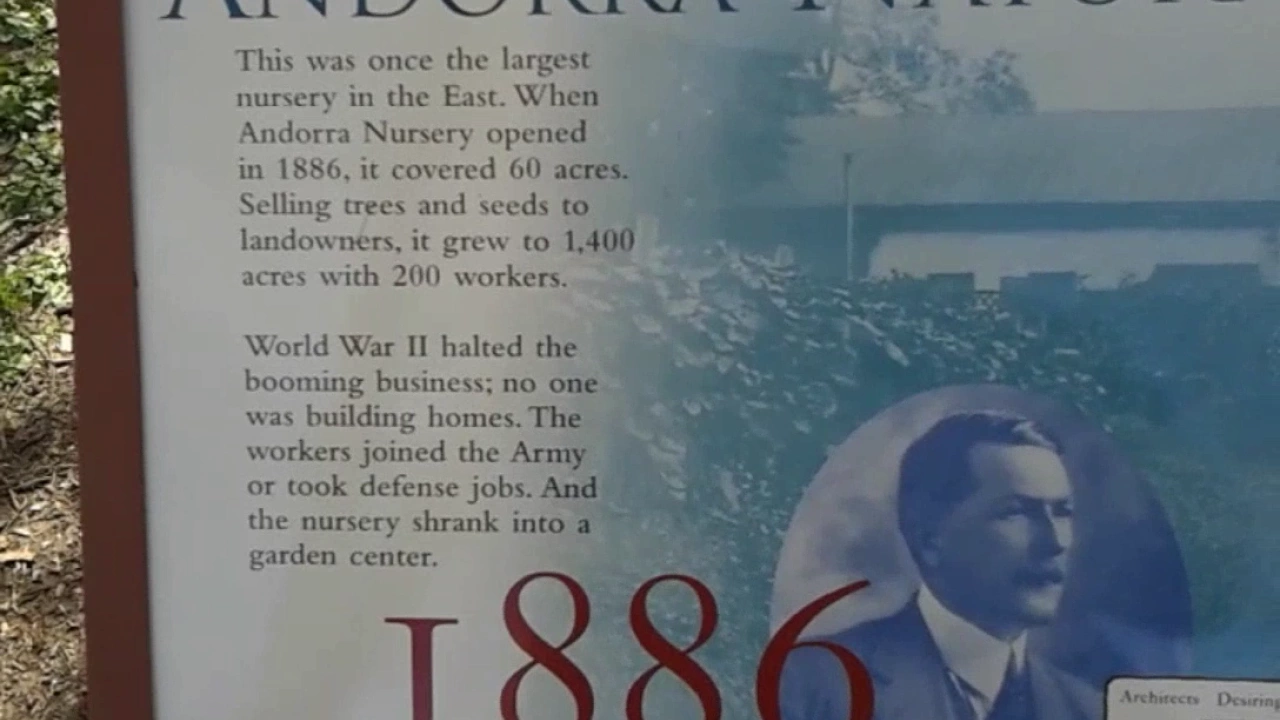 ANDORRA NATUR
This was once the largest
nursery in the East. When
Andorra Nursery opened
in 1886, it covered 60 acres.
Selling trees and seeds to
landowners, it grew to 1,400
acres with 200 workers.
World War II halted the
booming business; no one
was building homes. The
workers joined the Army
or took defense jobs. And
the nursery shrank into a
garden center.
1886
Architects Desiring